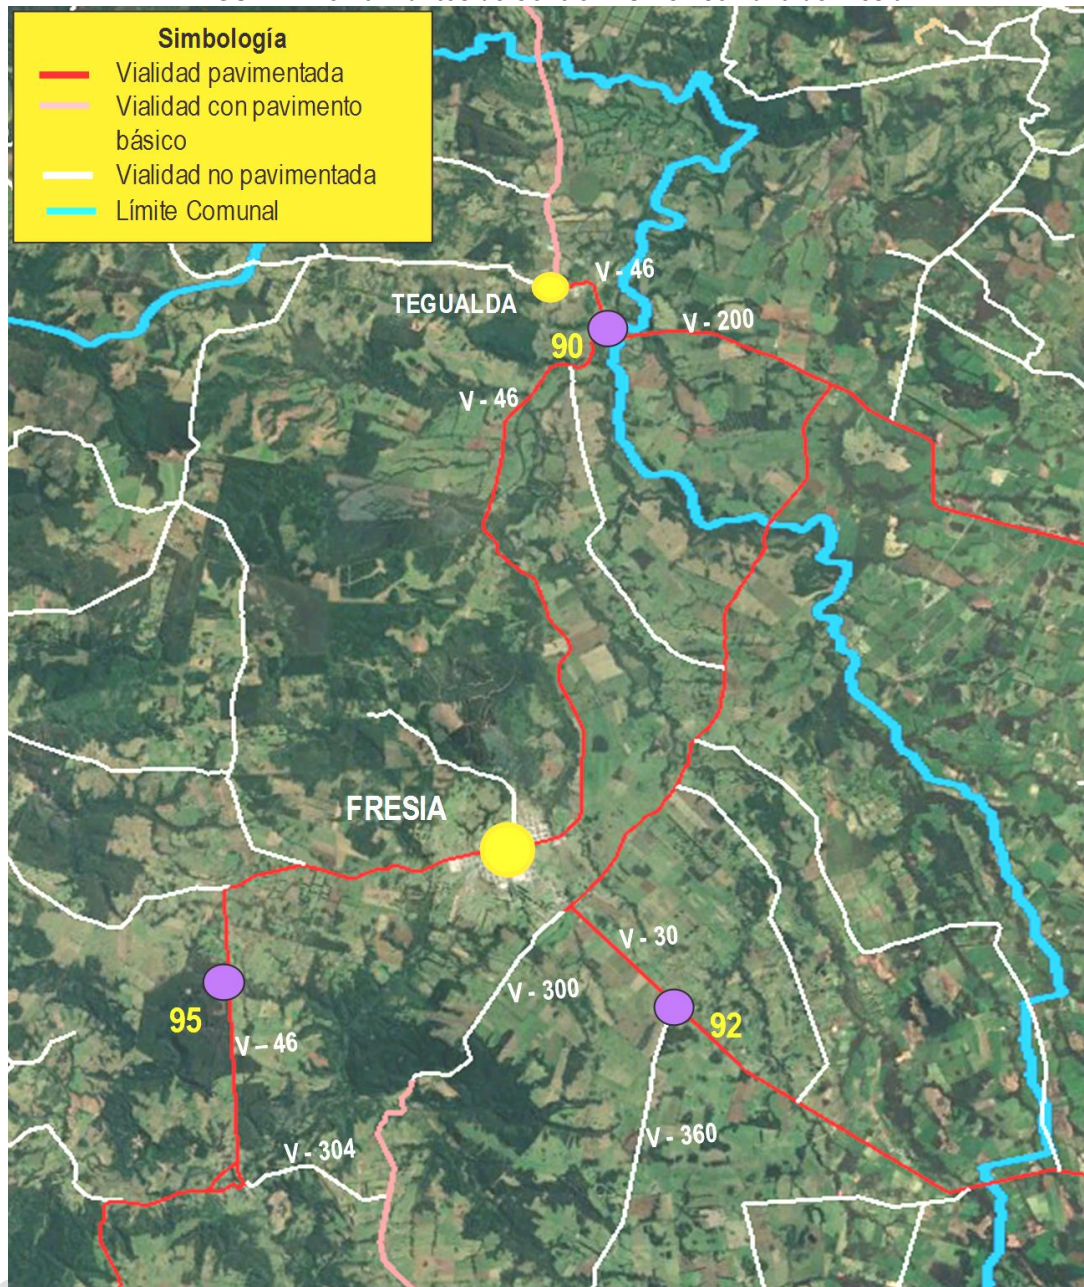 Simbología
Vialidad pavimentada
Vialidad con pavimento
básico
Vialidad no pavimentada
Límite Comunal
V - 46
TEGUALDA
V - 200
90
V - 46
FRESIA
V - 30
V - 300
95
92
V – 46
V - 360
V - 304